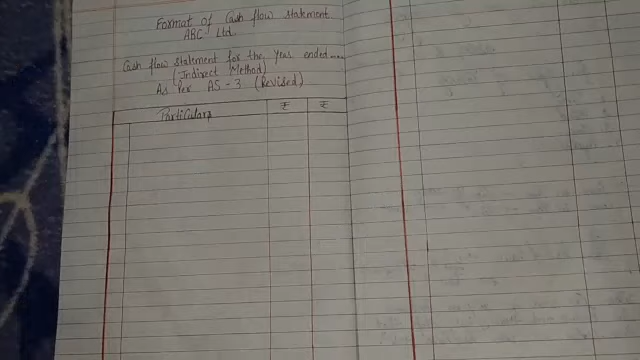 Format of Cash flow statement
ABC Ltd.
Cash flow statement for the Year ended.....
(Indirect Method)
As Per AS-3 (Revised)
Particulars ₹ ₹